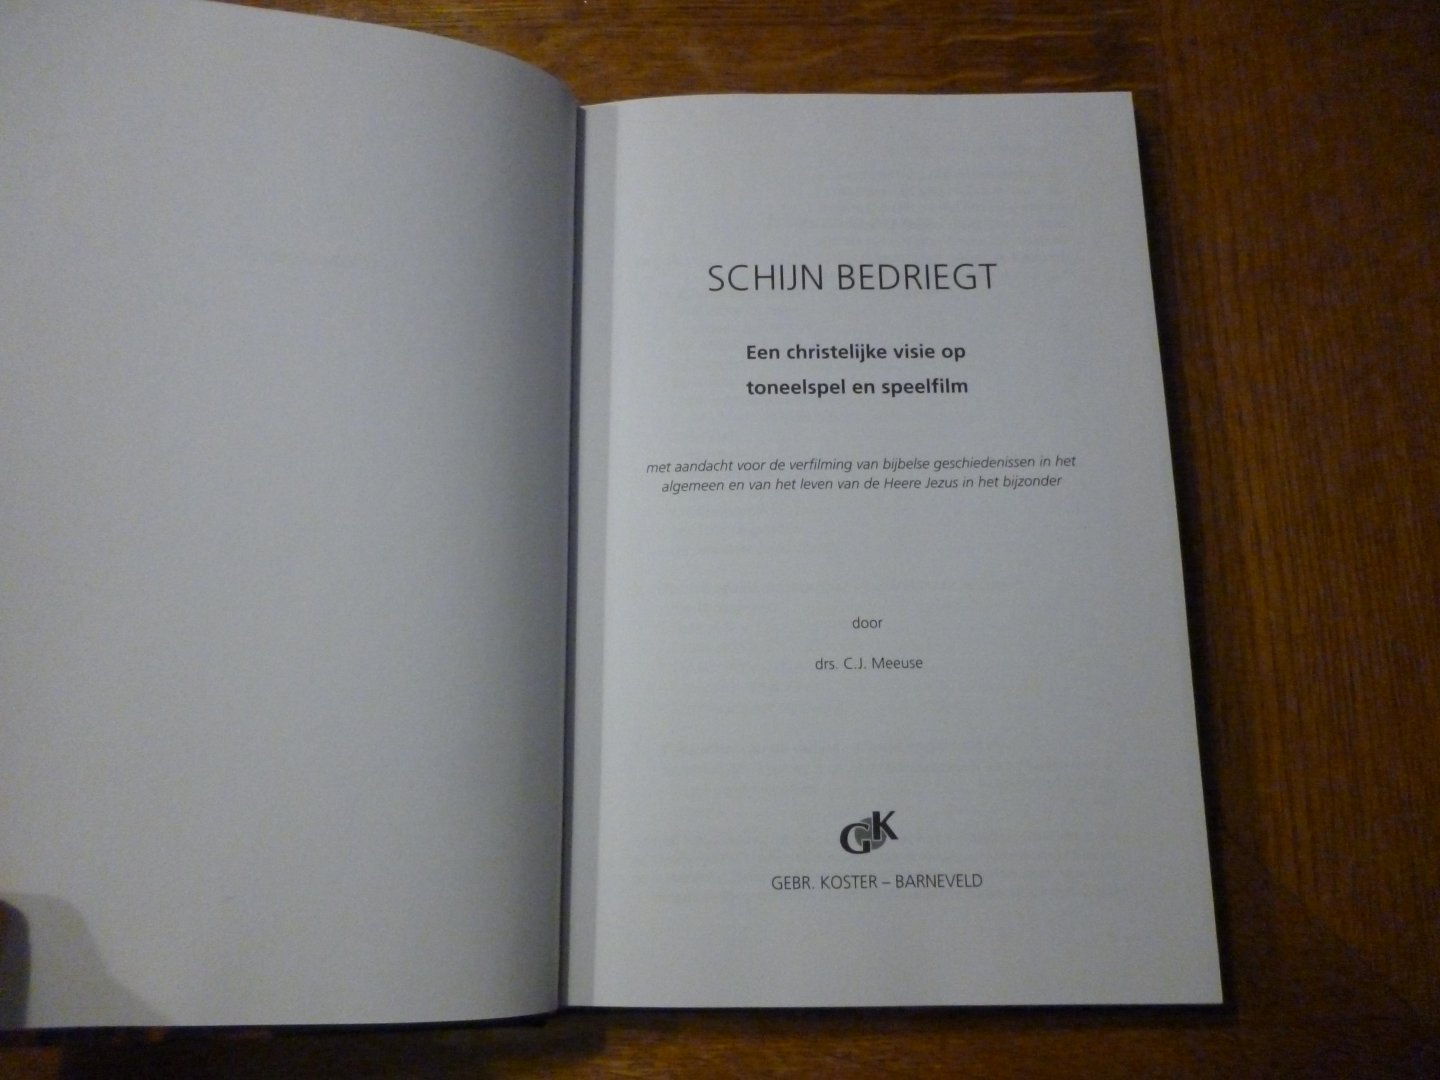 SCHIJN BEDRIEGT
Een christelijke visie op
toneelspel en speelfilm
met aandacht voor de verfilming van bijbelse geschiedenissen in het
algemeen en van het leven van de Heere Jezus in het bijzonder
door
drs. C.J. Meeuse
GK
GEBR. KOSTER – BARNEVELD